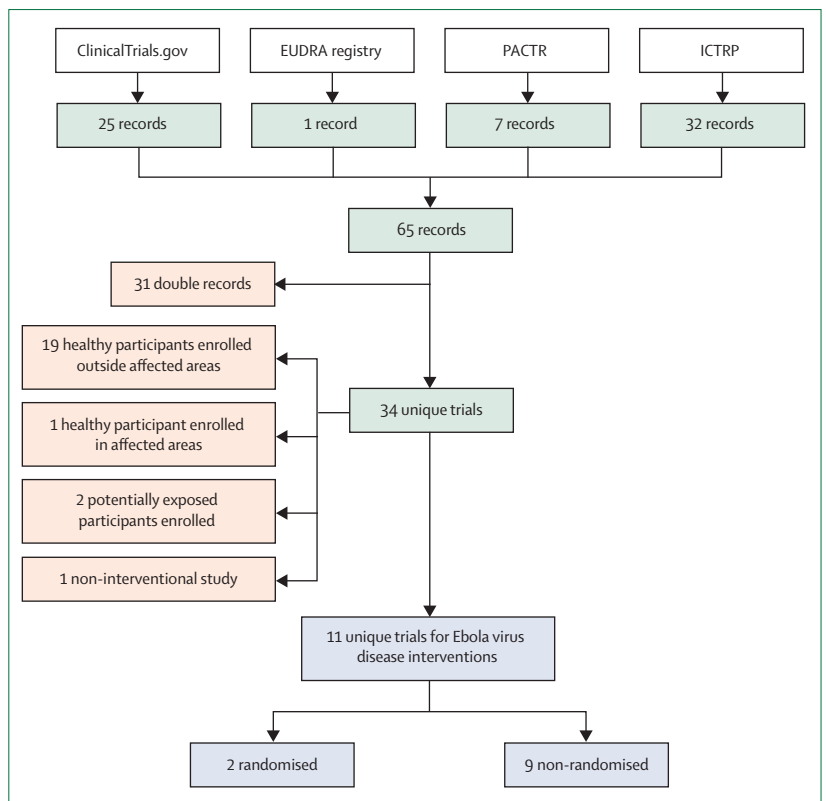 ClinicalTrials.gov
EUDRA registry
PACTR
ICTRP
25 records
1 record
7 records
32 records
65 records
31 double records
19 healthy participants enrolled
outside affected areas
34 unique trials
1 healthy participant enrolled
in affected areas
2 potentially exposed
participants enrolled
1 non-interventional study
11 unique trials for Ebola virus
disease interventions
2 randomised
9 non-randomised